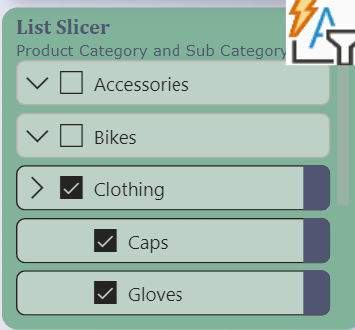 List Slicer
Product Category and Sub Category
Accessories
Bikes
Clothing
Caps
Gloves